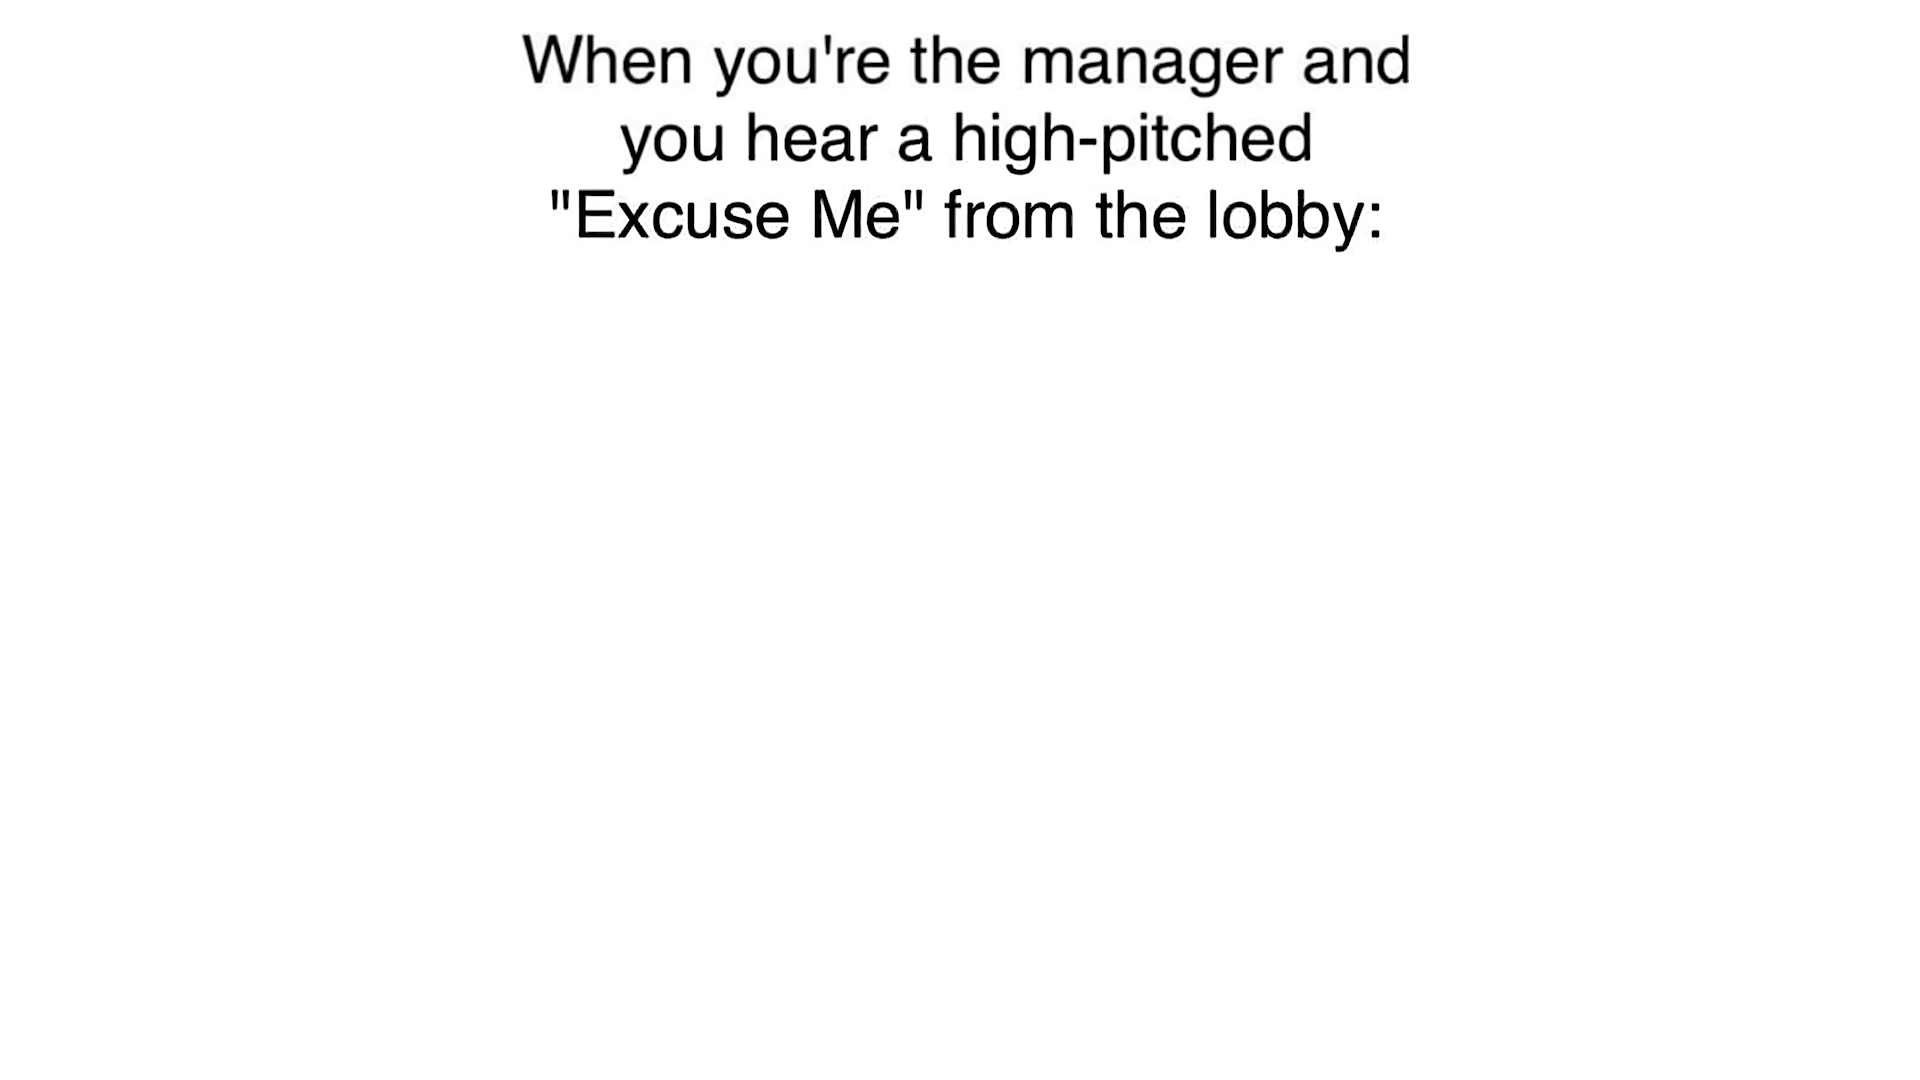 When you're the manager and
you hear a high-pitched
"Excuse Me" from the lobby: